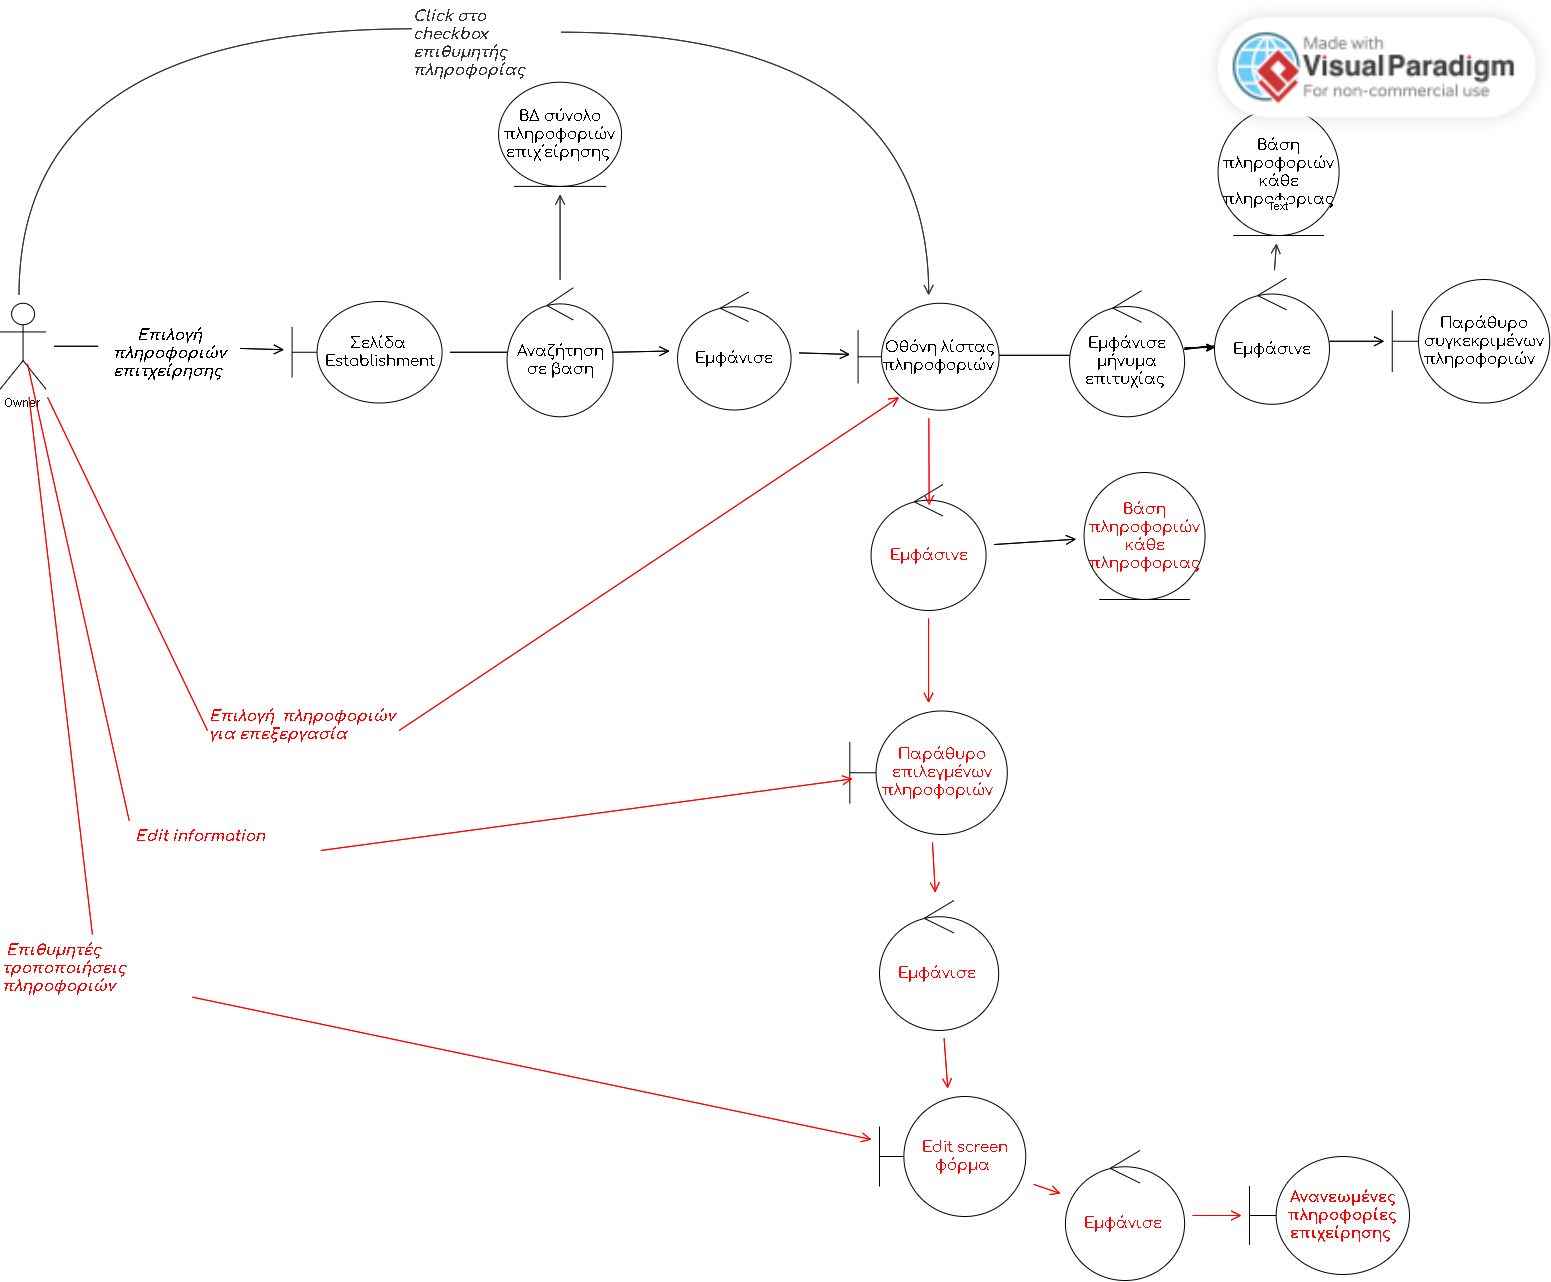 Click στο
checkbox
επιθυμητής
πληροφορίας
Made with
Visual Paradigm
For non-commercial use
ΒΔ σύνολο
πληροφοριών
επιχέιρησης
Βάση
πληροφοριών
κάθε
πληροφοριας
Text
Owner
Επιλογή
πληροφοριών
επιτχείρησης
Σελίδα
Establishment
Αναζήτηση
σε βαση
Εμφάνισε
Οθόνη λίστας
πληροφοριών
Εμφάνισε
μήνυμα
επιτυχίας
Εμφάσινε
Παράθυρο
συγκεκριμένων
πληροφοριών
Εμφάσινε
Βάση
πληροφοριών
κάθε
πληροφοριας
Επιλογή πληροφοριών
για επεξεργασία
Παράθυρο
επιλεγμένων
πληροφοριών
Edit information
Επιθυμητές
τροποποιήσεις
πληροφοριών
Εμφάνισε
Edit screen
φόρμα
Εμφάνισε
Ανανεωμένες
πληροφορίες
επιχείρησης